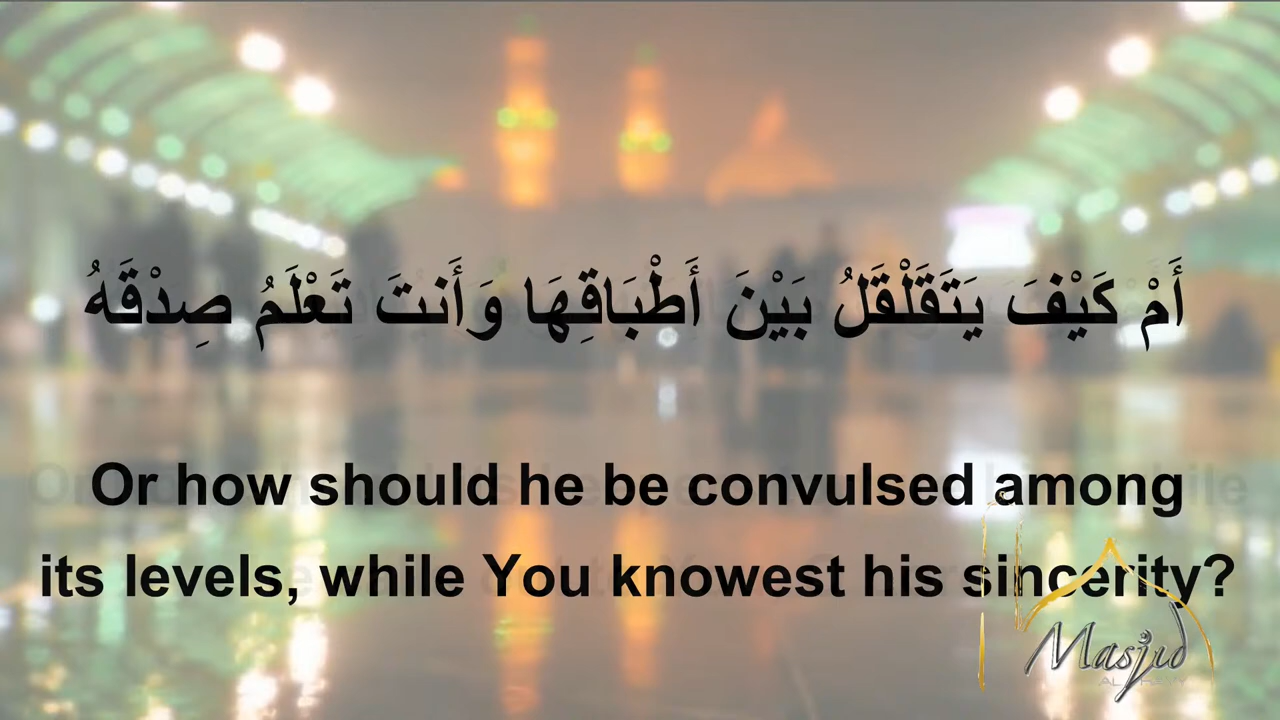 أَمْ كَيْفَ يَتَقَلْقَلُ بَيْنَ أَطْبَاقِهَا وَأَنتَ تَعْلَمُ صِدْقَهُ
Or how should he be convulsed among
its levels, while You knowest his sincerity?
Masjid